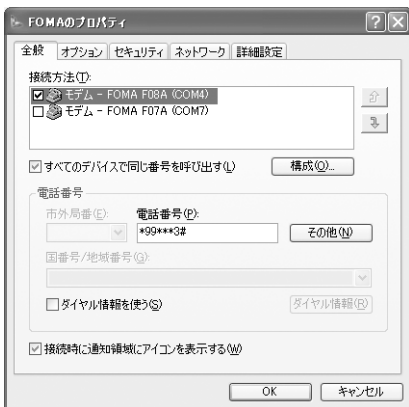 FOMAのプロパティ
全般 オプション セキュリティ ネットワーク 詳細設定
接続方法(T):
モデム - FOMA F08A (COM4)
モデム - FOMA F07A (COM7)
すべてのデバイスで同じ番号を呼び出す(L) 構成(O)...
電話番号
市外局番(E): 電話番号(P):
*99***3# その他(N)
国番号/地域番号(G):
ダイヤル情報を使う(S) ダイヤル情報(R)
接続時に通知領域にアイコンを表示する(W)
OK キャンセル